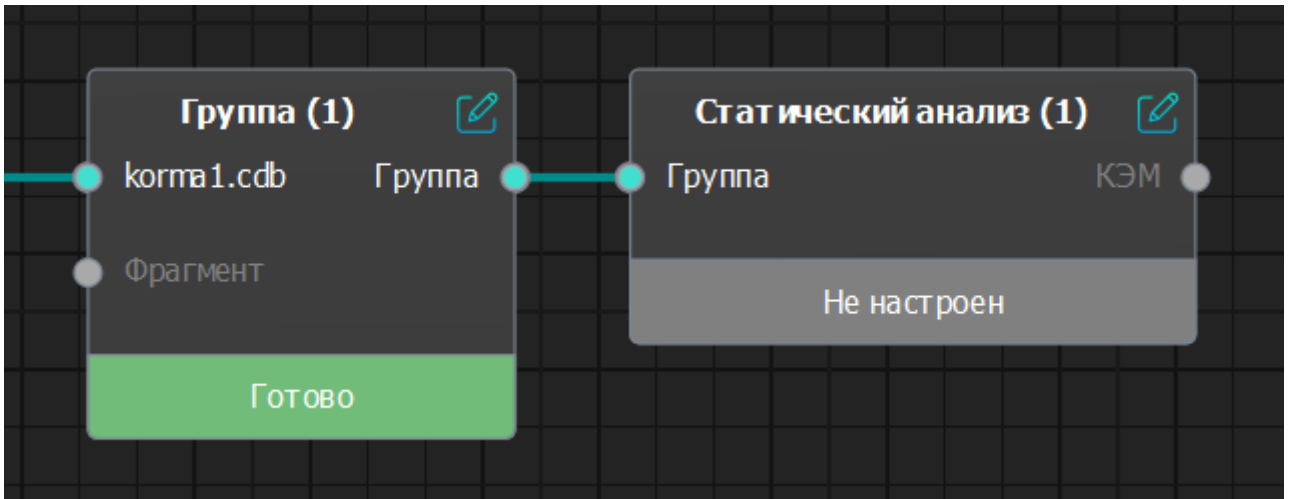 Группа (1)
korma1.cdb
Группа
Фрагмент
Готово
Статический анализ (1)
Группа
КЭМ
Не настроен